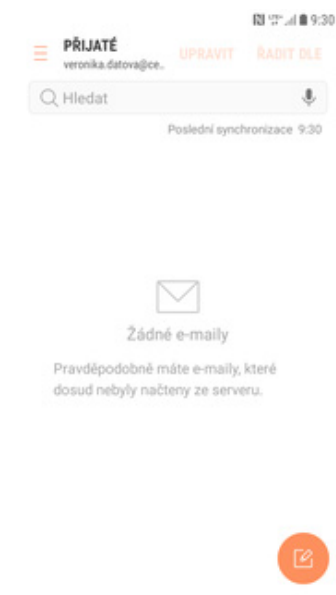 9:30
PŘIJATÉ
veronika.datova@ce..
UPRAVIT ŘADIT DLE
Hledat
Poslední synchronizace 9:30
Žádné e-maily
Pravděpodobně máte e-maily, které
dosud nebyly načteny ze serveru.